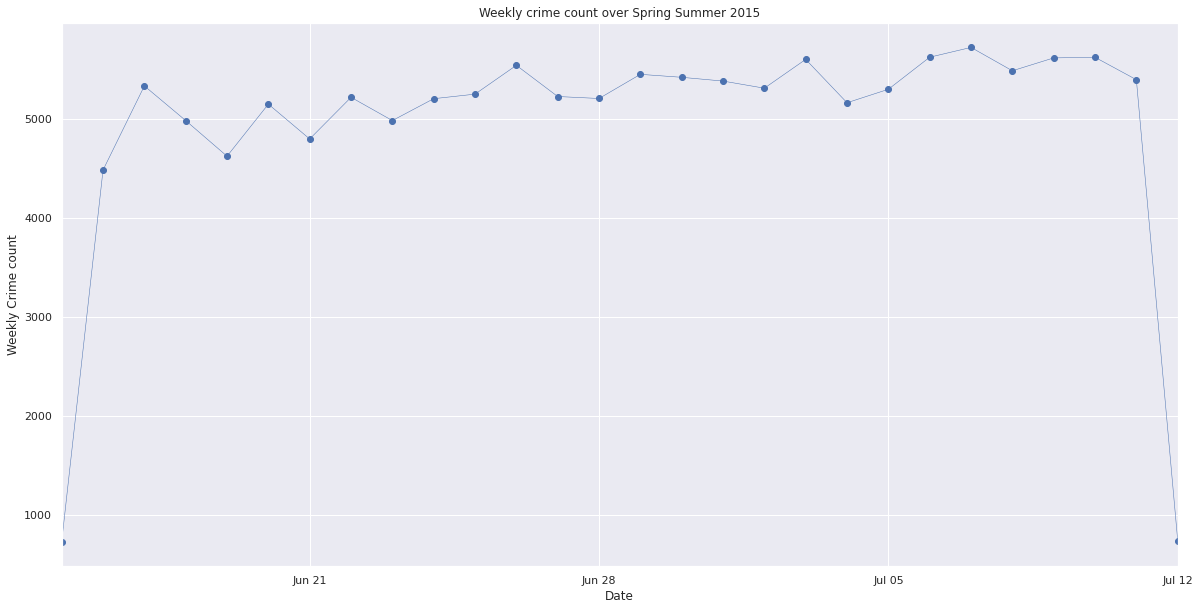 Weekly crime count over Spring Summer 2015
Weekly Crime count
5000
4000
3000
2000
1000
Jun 21
Jun 28
Jul 05
Jul 12
Date